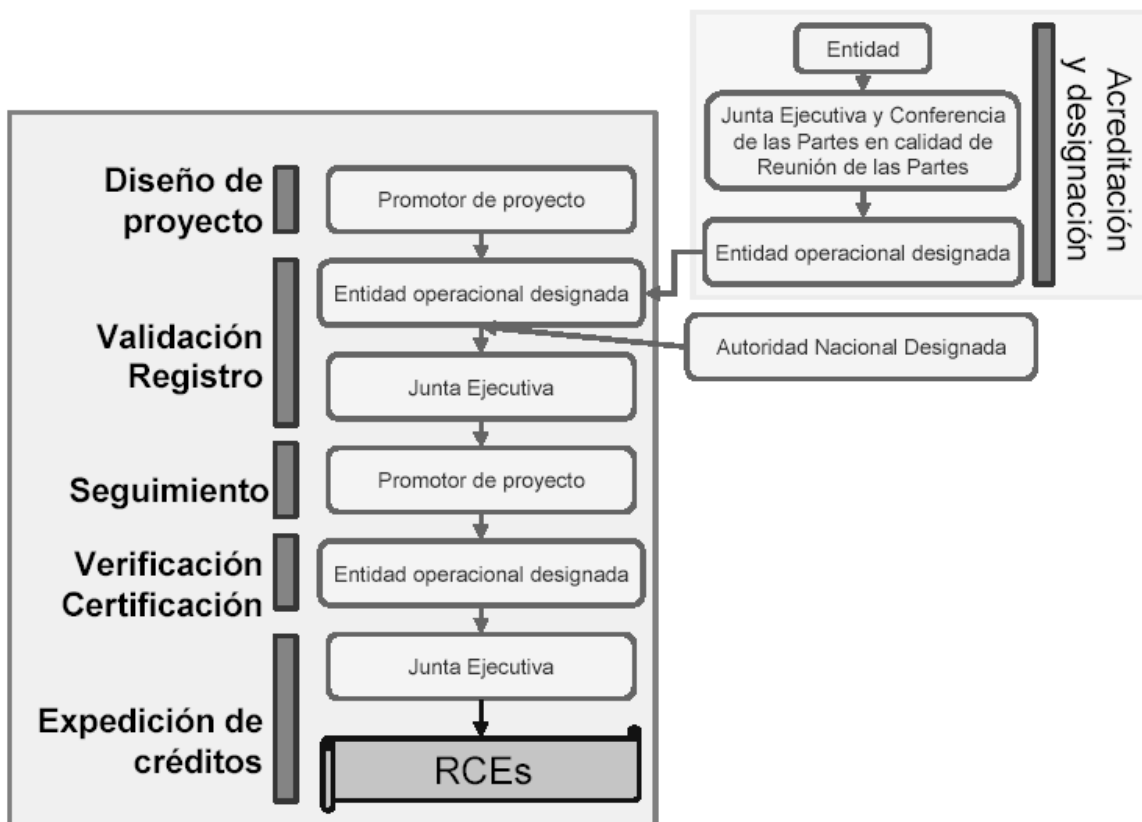 Entidad
Junta Ejecutiva y Conferencia
de las Partes en calidad de
Reunión de las Partes
Entidad operacional designada
Acreditación
y designación
Diseño de
proyecto
Promotor de proyecto
Validación
Registro
Entidad operacional designada
Autoridad Nacional Designada
Junta Ejecutiva
Seguimiento
Promotor de proyecto
Verificación
Certificación
Entidad operacional designada
Expedición de
créditos
Junta Ejecutiva
RCEs